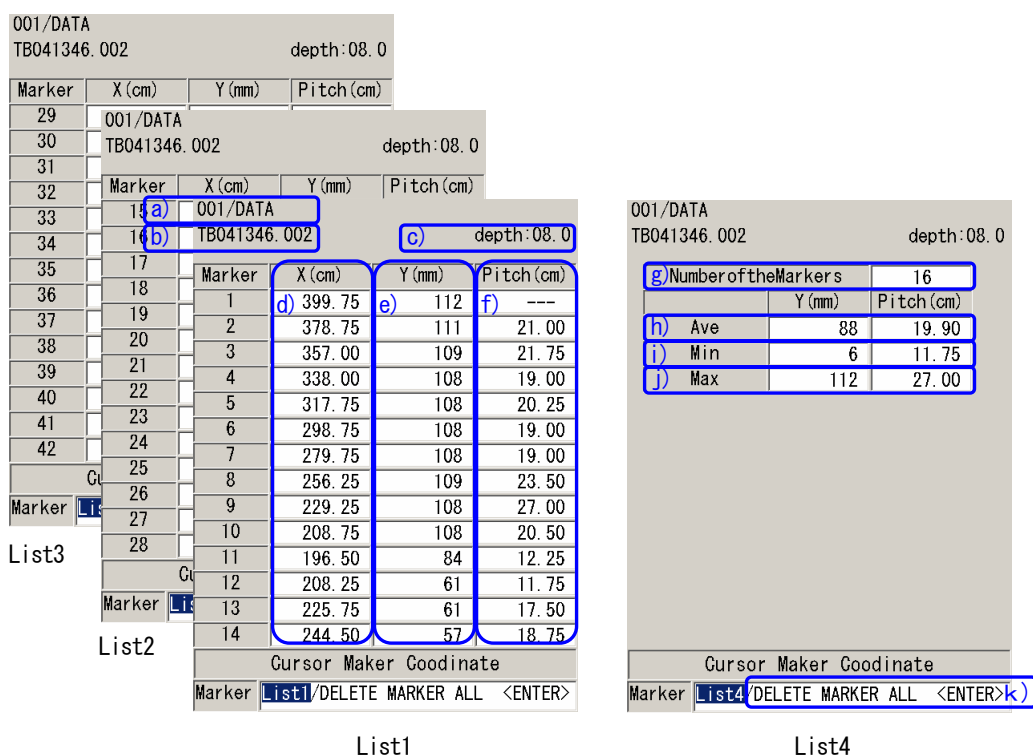 001/DATA
TB041346.002 depth:08.0
Marker X(cm) Y(mm) Pitch(cm)
29
30
31
32
33
34
35
36
37
38
39
40
41
42
Cu
Marker Lis
List3
001/DATA
TB041346.002 depth:08.0
Marker X(cm) Y(mm) Pitch(cm)
15
16
17
18
19
20
21
22
23
24
25
26
27
28
Cu
Marker Lis
List2
a) 001/DATA
b) TB041346.002 c) depth:08.0
Marker X(cm) Y(mm) Pitch(cm)
1 d) 399.75 e) 112 f) ---
2 378.75 111 21.00
3 357.00 109 21.75
4 338.00 108 19.00
5 317.75 108 20.25
6 298.75 108 19.00
7 279.75 108 19.00
8 256.25 109 23.50
9 229.25 108 27.00
10 208.75 108 20.50
11 196.50 84 12.25
12 208.25 61 11.75
13 225.75 61 17.50
14 244.50 57 18.75
Cursor Maker Coodinate
Marker List1/DELETE MARKER ALL <ENTER>
List1
001/DATA
TB041346.002 depth:08.0
g) NumberoftheMarkers 16
Y(mm) Pitch(cm)
h) Ave 88 19.90
i) Min 6 11.75
j) Max 112 27.00
Cursor Maker Coodinate
Marker List4/DELETE MARKER ALL <ENTER> k)
List4